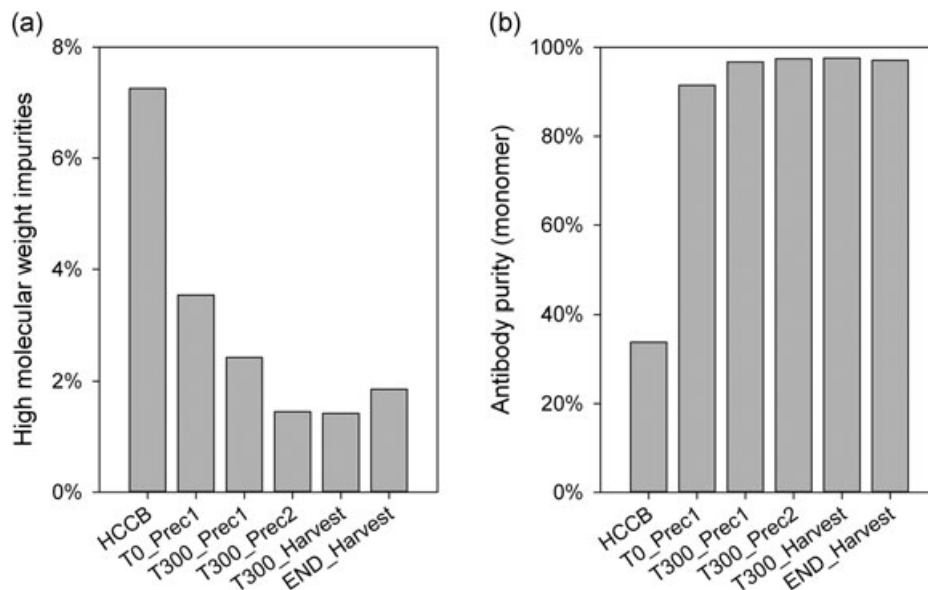 (a)
High molecular weight impurities
8%
6%
4%
2%
0%
HCCB
T0_Prec1
T300_Prec1
T300_Prec2
T300_Harvest
END_Harvest
(b)
Antibody purity (monomer)
100%
80%
60%
40%
20%
0%
HCCB
T0_Prec1
T300_Prec1
T300_Prec2
T300_Harvest
END_Harvest